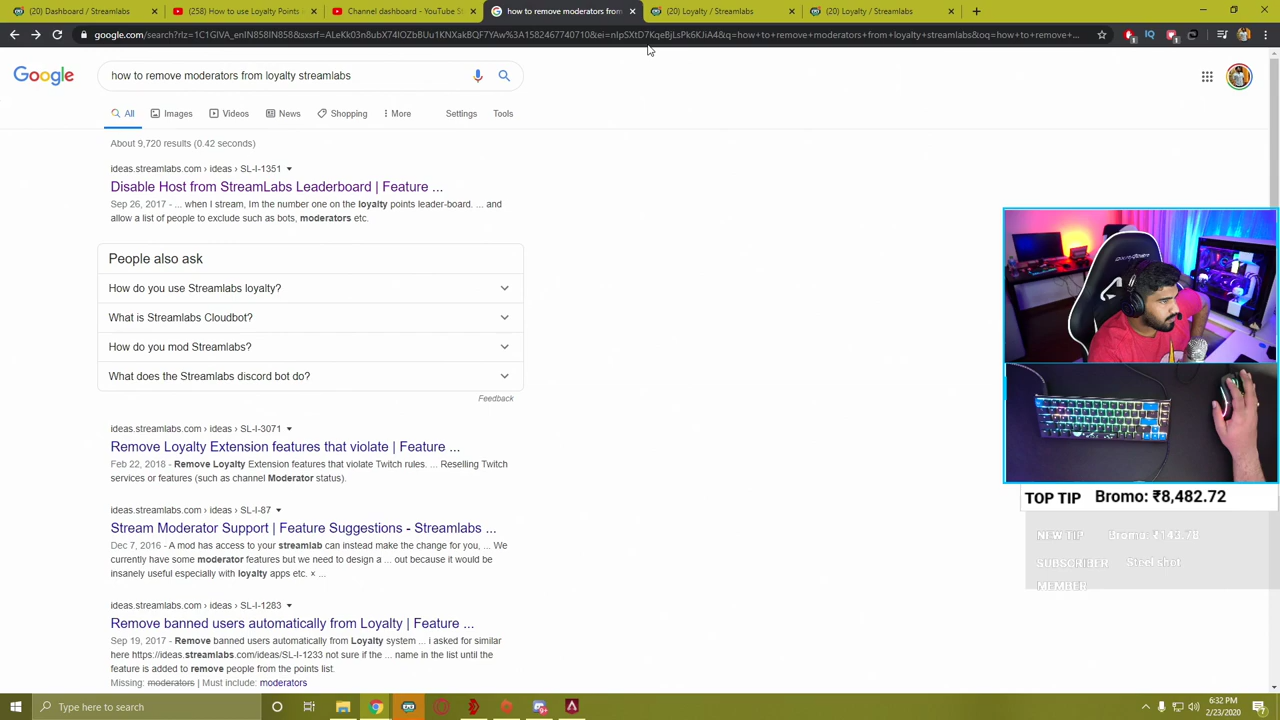 (20) Dashboard / Streamlabs
(258) How to use Loyalty Points
Channel dashboard - YouTube St
how to remove moderators from
(20) Loyalty / Streamlabs
(20) Loyalty / Streamlabs
how to remove moderators from loyalty streamlabs
Google
All
Images
Videos
News
Shopping
More
Settings
Tools
About 9,720 results (0.42 seconds)
ideas.streamlabs.com › ideas › SL-I-1351
Disable Host from StreamLabs Leaderboard | Feature ...
Sep 26, 2017 - ... when I stream, Im the number one on the loyalty points leader-board. ... and
allow a list of people to exclude such as bots, moderators etc.
People also ask
How do you use Streamlabs loyalty?
What is Streamlabs Cloudbot?
How do you mod Streamlabs?
What does the Streamlabs discord bot do?
Feedback
ideas.streamlabs.com › ideas › SL-I-3071
Remove Loyalty Extension features that violate | Feature ...
Feb 22, 2018 - Remove Loyalty Extension features that violate Twitch rules. ... Reselling Twitch
services or features (such as channel Moderator status).
ideas.streamlabs.com › ideas › SL-I-87
Stream Moderator Support | Feature Suggestions - Streamlabs ...
Dec 7, 2016 - A mod has access to your streamlab can instead make the change for you, ... We
currently have some moderator features but we need to design a ... out because it would be
insanely useful especially with loyalty apps etc. × ...
ideas.streamlabs.com › ideas › SL-I-1283
Remove banned users automatically from Loyalty | Feature ...
Sep 19, 2017 - Remove banned users automatically from Loyalty system ... i asked for similar
here https://ideas.streamlabs.com/ideas/SL-I-1233 not sure if the ... name in the list until the
feature is added to remove people from the points list.
Missing: moderators | Must include: moderators
TOP TIP Bromo: ₹8,482.72
NEW TIP Bromo: ₹143.78
SUBSCRIBER Steel shot
MEMBER
Type here to search
6:32 PM
2/23/2020
7